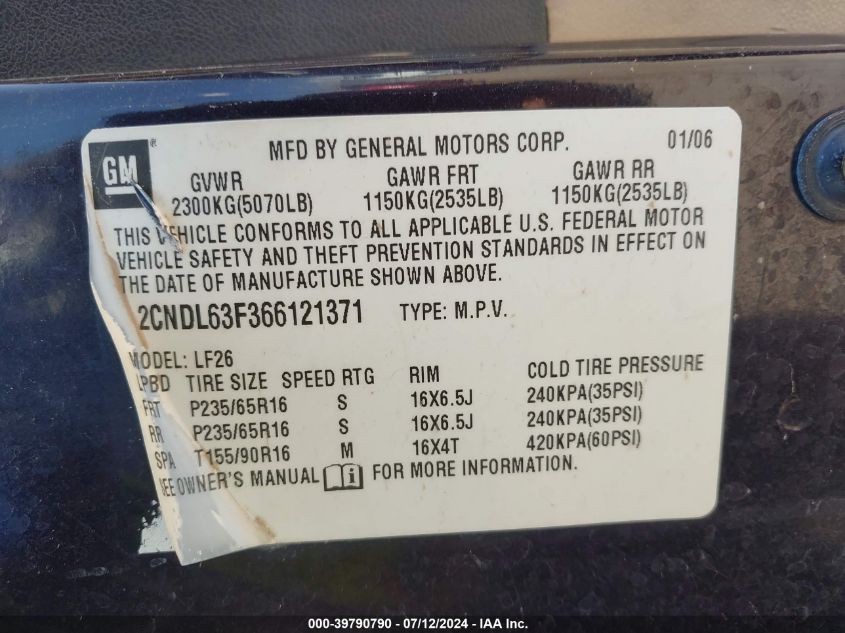 GM ®
MFD BY GENERAL MOTORS CORP. 01/06
GVWR GAWR FRT GAWR RR
2300KG(5070LB) 1150KG(2535LB) 1150KG(2535LB)
THIS VEHICLE CONFORMS TO ALL APPLICABLE U.S. FEDERAL MOTOR
VEHICLE SAFETY AND THEFT PREVENTION STANDARDS IN EFFECT ON
THE DATE OF MANUFACTURE SHOWN ABOVE.
2CNDL63F366121371 TYPE: M.P.V.
MODEL: LF26
LPBD TIRE SIZE SPEED RTG RIM COLD TIRE PRESSURE
FRT P235/65R16 S 16X6.5J 240KPA(35PSI)
RR P235/65R16 S 16X6.5J 240KPA(35PSI)
SPA T155/90R16 M 16X4T 420KPA(60PSI)
SEE OWNER'S MANUAL FOR MORE INFORMATION.
000-39790790 - 07/12/2024 - IAA Inc.